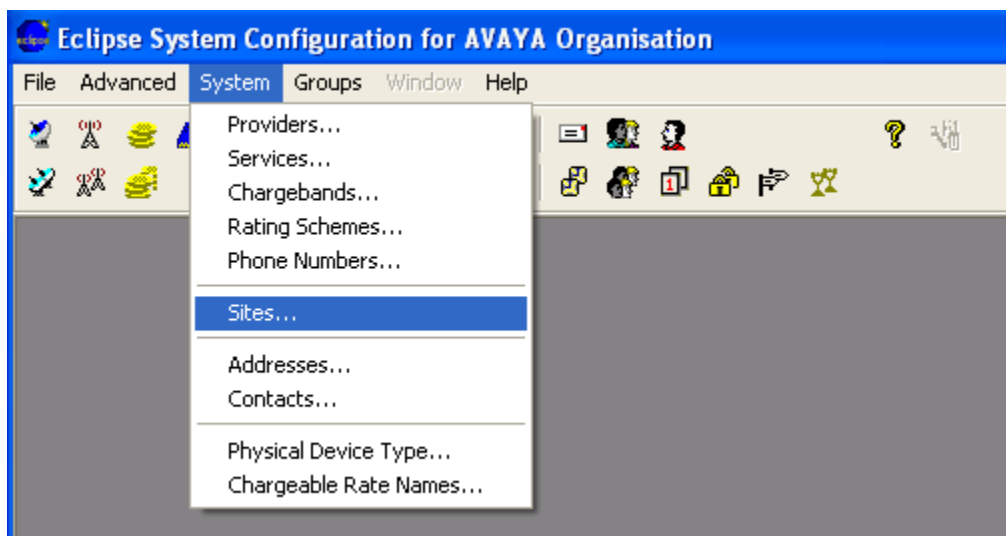 Eclipse System Configuration for AVAYA Organisation
File Advanced System Groups Window Help
Providers...
Services...
Chargebands...
Rating Schemes...
Phone Numbers...
Sites...
Addresses...
Contacts...
Physical Device Type...
Chargeable Rate Names...